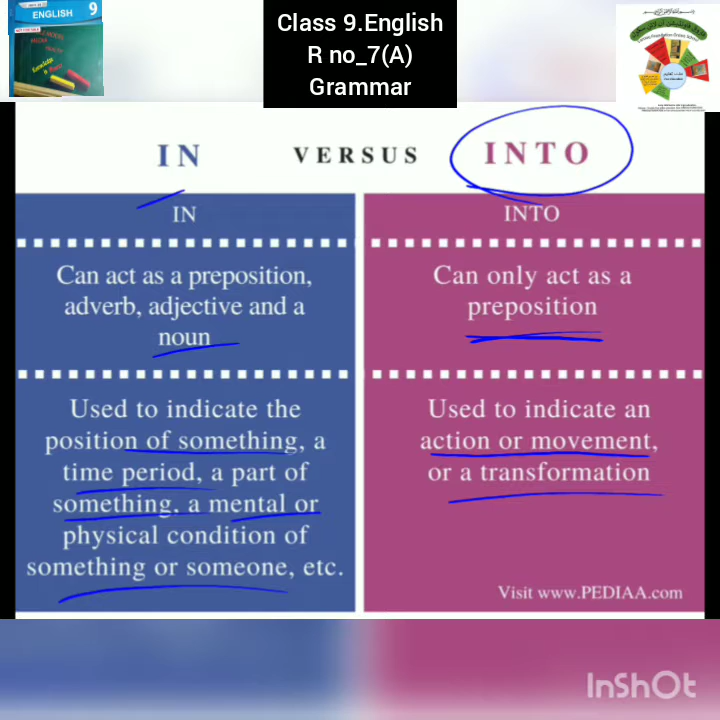 9
ENGLISH
Class 9.English
R no_7(A)
Grammar
IN VERSUS INTO
IN
INTO
Can act as a preposition,
adverb, adjective and a
noun
Can only act as a
preposition
Used to indicate the
position of something, a
time period, a part of
something, a mental or
physical condition of
something or someone, etc.
Used to indicate an
action or movement,
or a transformation
Visit www.PEDIAA.com
InShOt